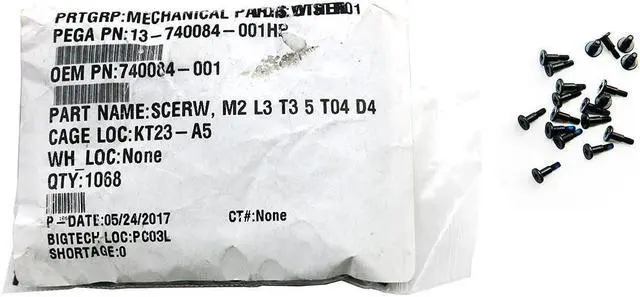 PRTGRP:MECHANICAL
PEGA PN:13-740084-001H
OEM PN:740084-001
PART NAME:SCERW, M2 L3 T3 5 T04 D4
CAGE LOC:KT23-A5
WH_LOC:None
QTY:1068
P-DATE:05/24/2017 CT#:None
BIGTECH LOC:PC03L
SHORTAGE:0